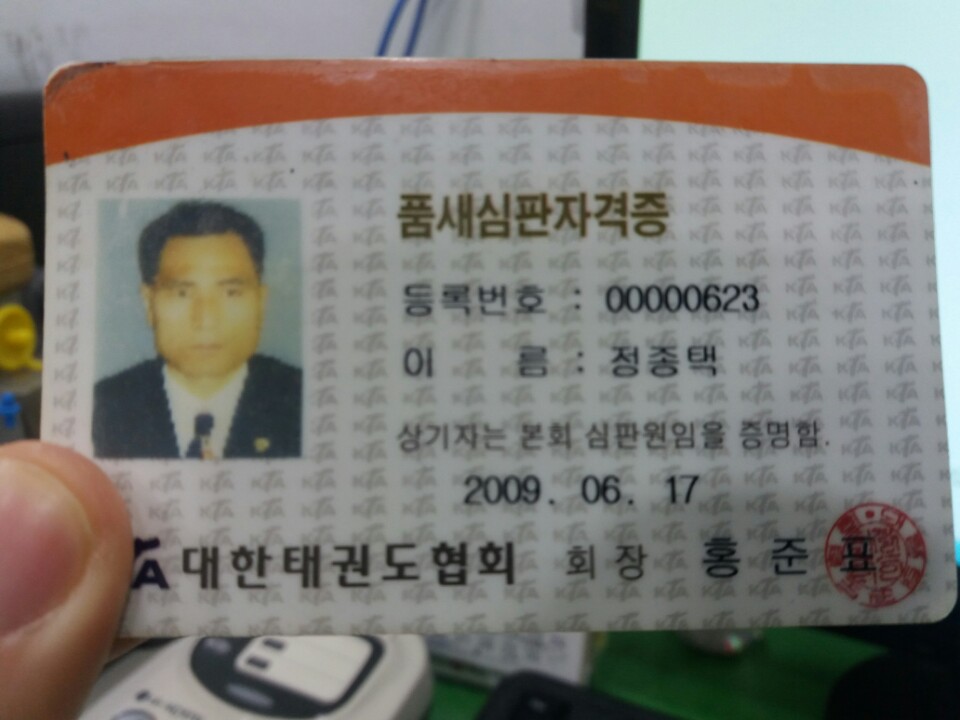 품새심판자격증
등록번호 : 00000623
이 름 : 정종택
상기자는 본회 심판원임을 증명함.
2009. 06. 17
대한태권도협회 회장 홍준표